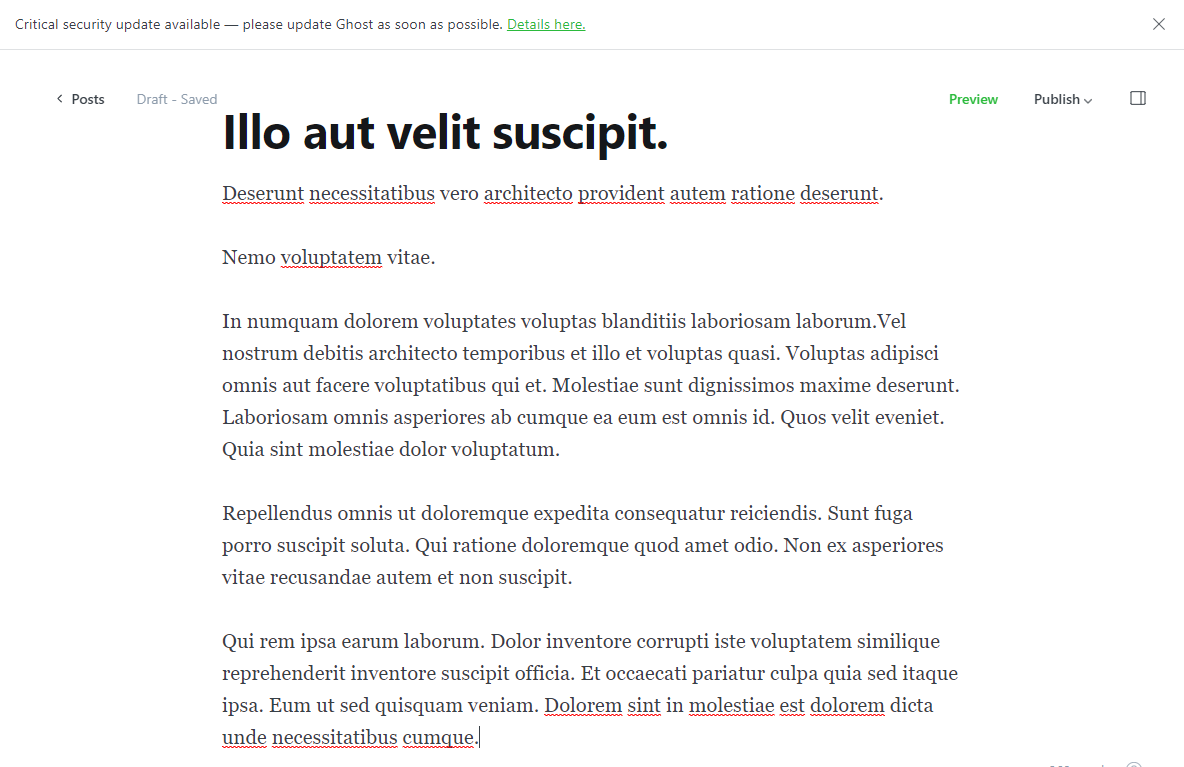 Critical security update available — please update Ghost as soon as possible. Details here.
Posts
Draft - Saved
Preview
Publish
Illo aut velit suscipit.
Deserunt necessitatibus vero architecto provident autem ratione deserunt.
Nemo voluptatem vitae.
In numquam dolorem voluptates voluptas blanditiis laboriosam laborum.Vel
nostrum debitis architecto temporibus et illo et voluptas quasi. Voluptas adipisci
omnis aut facere voluptatibus qui et. Molestiae sunt dignissimos maxime deserunt.
Laboriosam omnis asperiores ab cumque ea eum est omnis id. Quos velit eveniet.
Quia sint molestiae dolor voluptatum.
Repellendus omnis ut doloremque expedita consequatur reiciendis. Sunt fuga
porro suscipit soluta. Qui ratione doloremque quod amet odio. Non ex asperiores
vitae recusandae autem et non suscipit.
Qui rem ipsa earum laborum. Dolor inventore corrupti iste voluptatem similique
reprehenderit inventore suscipit officia. Et occaecati pariatur culpa quia sed itaque
ipsa. Eum ut sed quisquam veniam. Dolorem sint in molestiae est dolorem dicta
unde necessitatibus cumque.